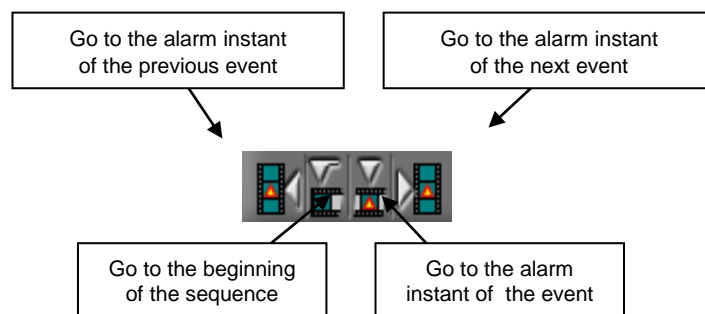 Go to the alarm instant
of the previous event
Go to the alarm instant
of the next event
Go to the beginning
of the sequence
Go to the alarm
instant of  the event